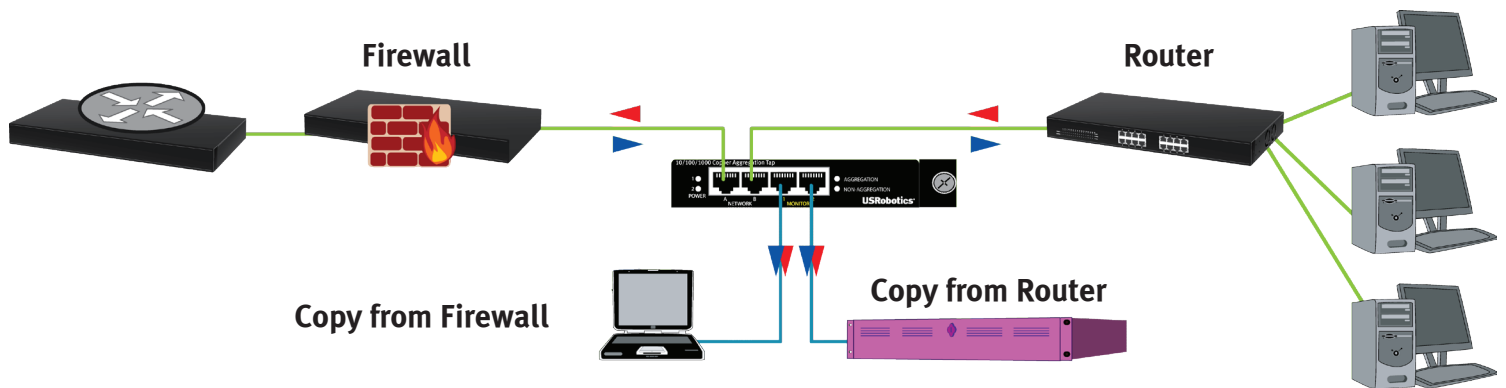 Firewall
Router
10/100/1000 Copper Aggregation Tap
1
2
POWER
A
B
NETWORK
MONITOR
AGGREGATION
NON-AGGREGATION
USRobotics
Copy from Firewall
Copy from Router